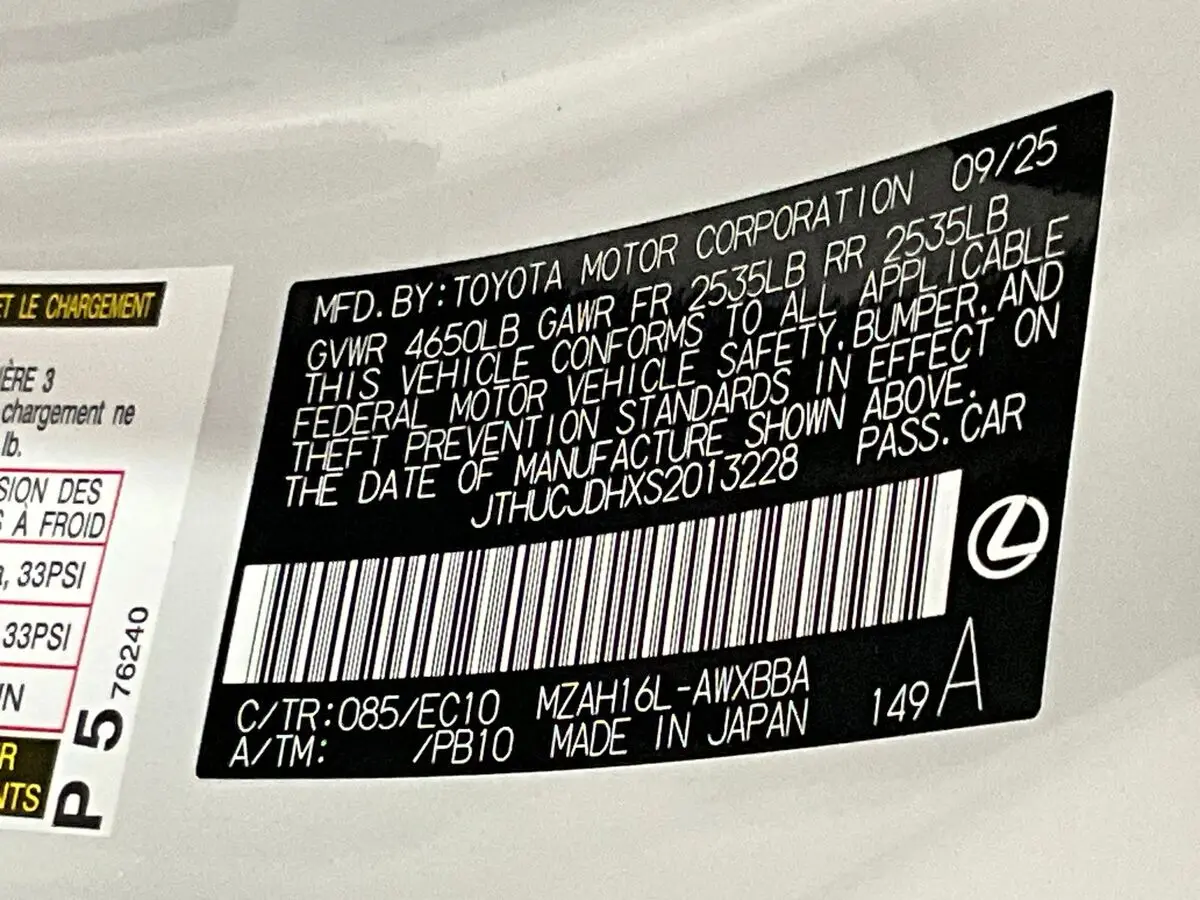 ET LE CHARGEMENT
IÈRE 3
chargement ne
lb.
SION DES
S À FROID
, 33PSI
33PSI
P 5 76240
MFD. BY: TOYOTA MOTOR CORPORATION 09/25
GVWR 4650LB GAWR FR 2535LB RR 2535LB
THIS VEHICLE CONFORMS TO ALL APPLICABLE
FEDERAL MOTOR VEHICLE SAFETY, BUMPER, AND
THEFT PREVENTION STANDARDS IN EFFECT ON
THE DATE OF MANUFACTURE SHOWN ABOVE.
JTHUCJDHXS2013228 PASS. CAR
C/TR: 085/EC10 MZAH16L-AWXBBA
A/TM: /PB10 MADE IN JAPAN 149 A